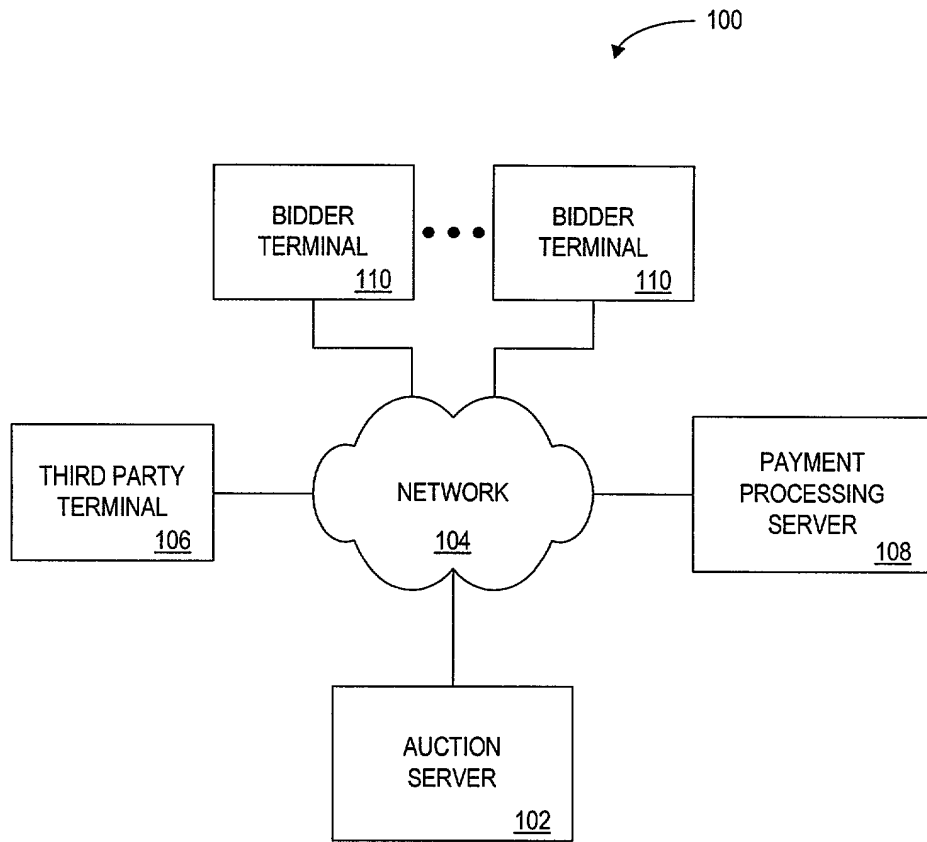 100
BIDDER
TERMINAL
110
BIDDER
TERMINAL
110
THIRD PARTY
TERMINAL
106
NETWORK
104
PAYMENT
PROCESSING
SERVER
108
AUCTION
SERVER
102